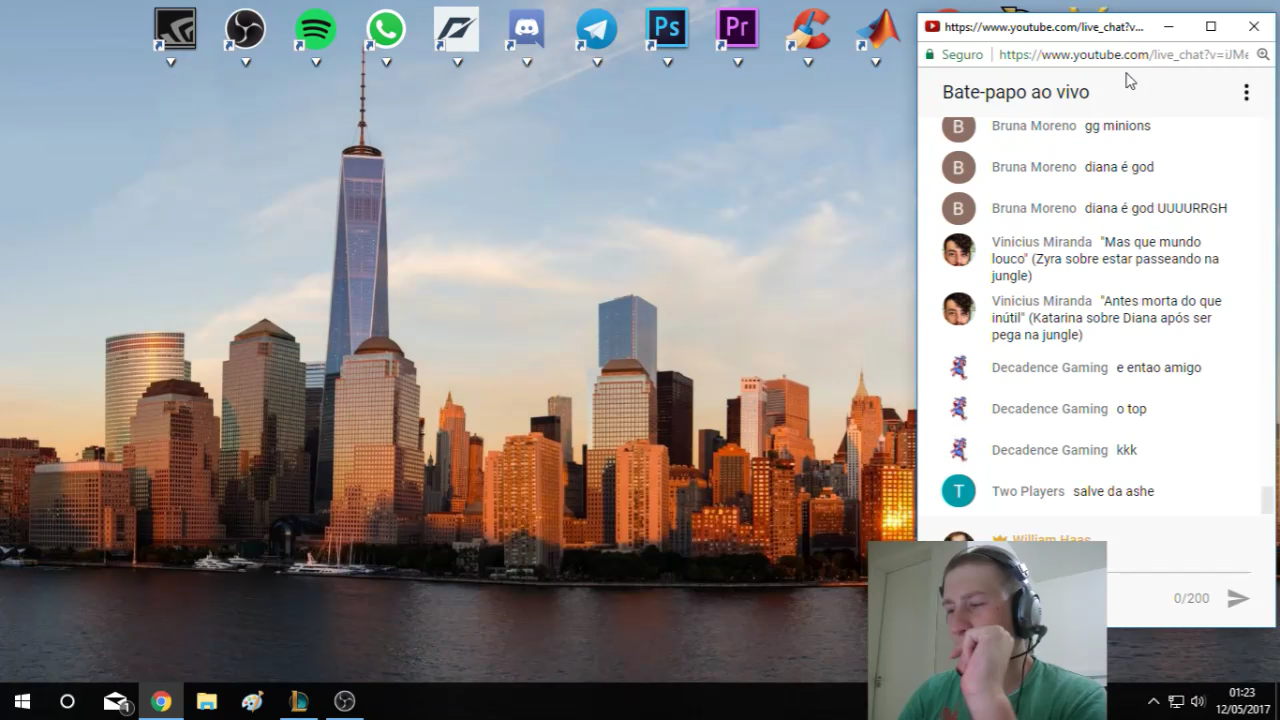 https://www.youtube.com/live_chat?v...
Seguro
https://www.youtube.com/live_chat?v=iJMe
Bate-papo ao vivo
Bruna Moreno gg minions
Bruna Moreno diana é god
Bruna Moreno diana é god UUUURRGH
Vinicius Miranda "Mas que mundo
louco" (Zyra sobre estar passeando na
jungle)
Vinicius Miranda "Antes morta do que
inútil" (Katarina sobre Diana após ser
pega na jungle)
Decadence Gaming e entao amigo
Decadence Gaming o top
Decadence Gaming kkk
Two Players salve da ashe
William Haas
0/200
B
B
B
T
Ps
Pr
1
01:23
12/05/2017